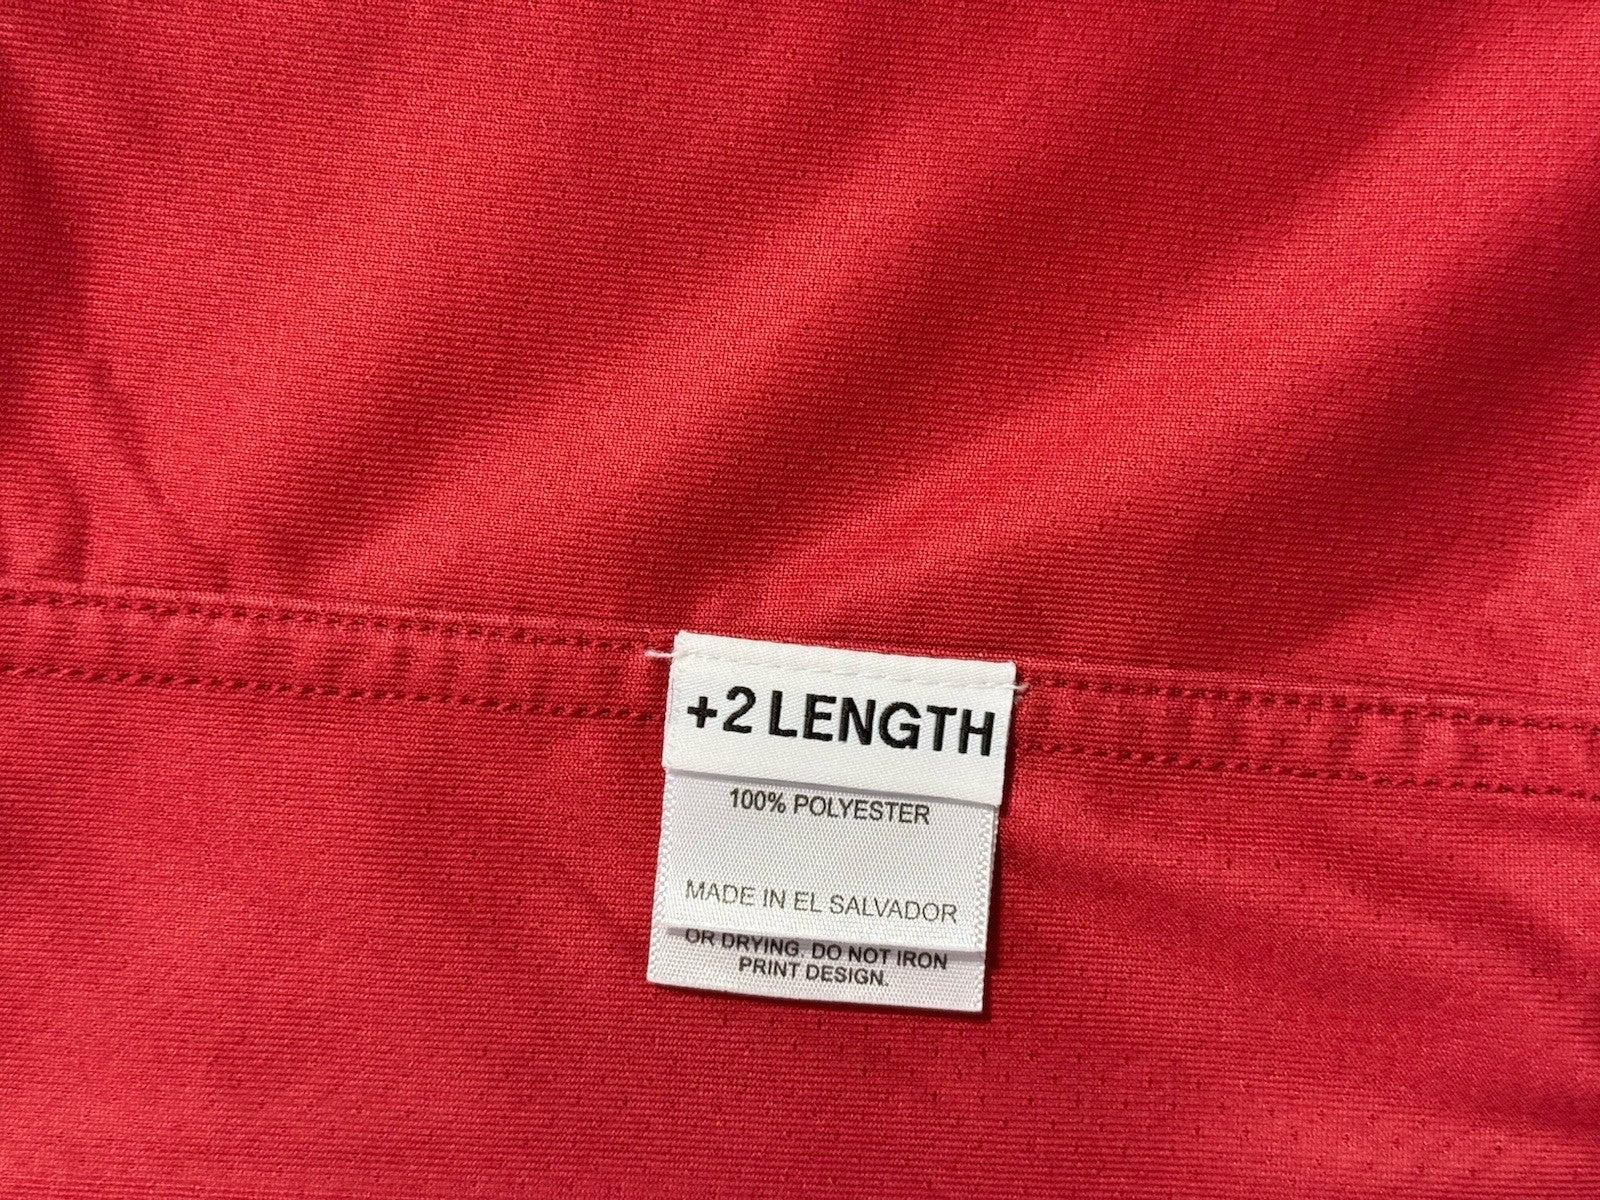 +2 LENGTH
100% POLYESTER
MADE IN EL SALVADOR
OR DRYING. DO NOT IRON
PRINT DESIGN.